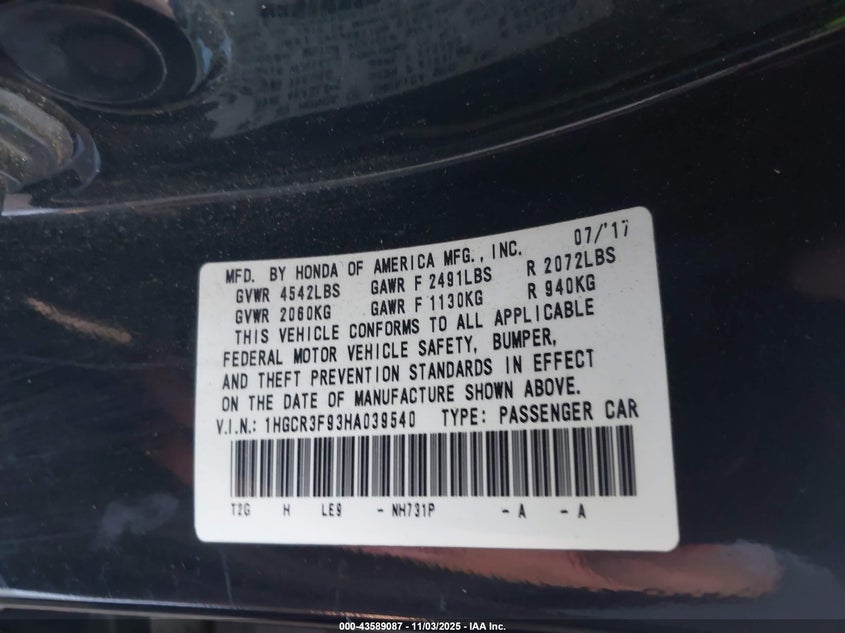 MFD. BY HONDA OF AMERICA MFG., INC. 07/'17
GVWR 4542LBS GAWR F 2491LBS R 2072LBS
GVWR 2060KG GAWR F 1130KG R 940KG
THIS VEHICLE CONFORMS TO ALL APPLICABLE
FEDERAL MOTOR VEHICLE SAFETY, BUMPER,
AND THEFT PREVENTION STANDARDS IN EFFECT
ON THE DATE OF MANUFACTURE SHOWN ABOVE.
V.I.N.: 1HGCR3F93HA039540 TYPE: PASSENGER CAR
T2G H LE9 - NH731P - A - A
000-43589087 - 11/03/2025 - IAA Inc.